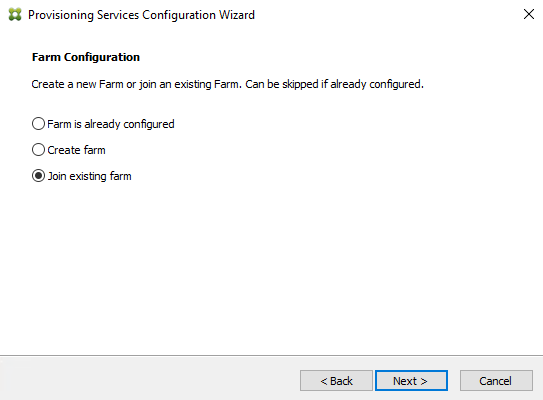 Provisioning Services Configuration Wizard
Farm Configuration
Create a new Farm or join an existing Farm. Can be skipped if already configured.
Farm is already configured
Create farm
Join existing farm
< Back
Next >
Cancel